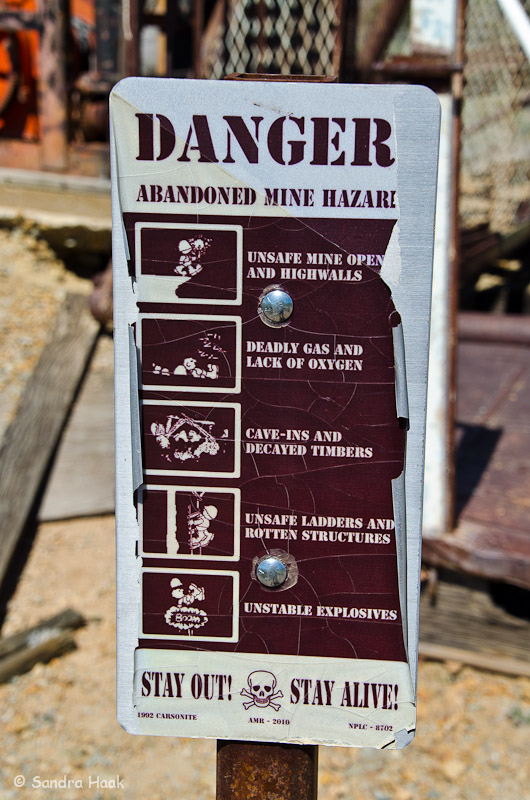 DANGER
ABANDONED MINE HAZAR
UNSAFE MINE OPEN
AND HIGHWALLS
DEADLY GAS AND
LACK OF OXYGEN
CAVE-INS AND
DECAYED TIMBERS
UNSAFE LADDERS AND
ROTTEN STRUCTURES
UNSTABLE EXPLOSIVES
STAY OUT! STAY ALIVE!
1992 CARSONITE AMR - 2010 NPLC - 8702
© Sandra Haak